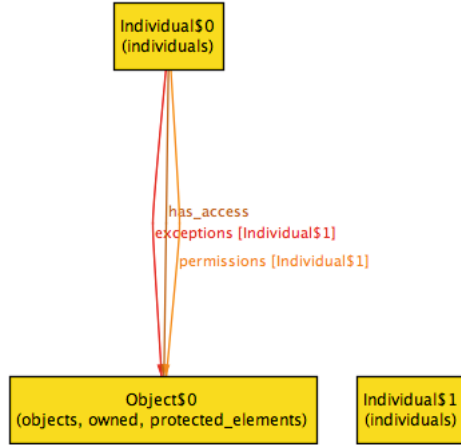 Individual$0
(individuals)
has_access
exceptions [Individual$1]
permissions [Individual$1]
Object$0
(objects, owned, protected_elements)
Individual$1
(individuals)